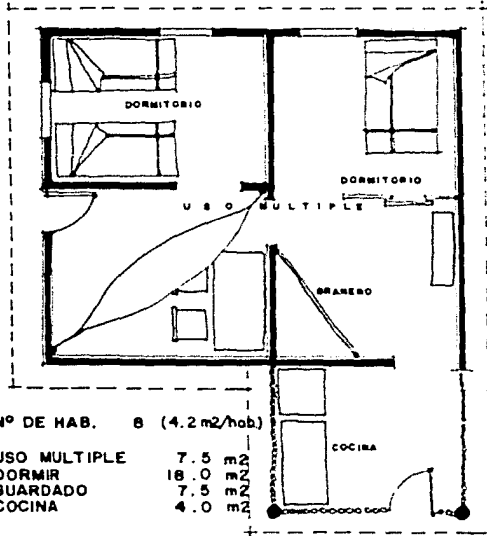 DORMITORIO
DORMITORIO
USO MULTIPLE
GRANERO
COCINA
Nº DE HAB. 8 (4.2 m2/hab.)
USO MULTIPLE 7.5 m2
DORMIR 18.0 m2
GUARDADO 7.5 m2
COCINA 4.0 m2